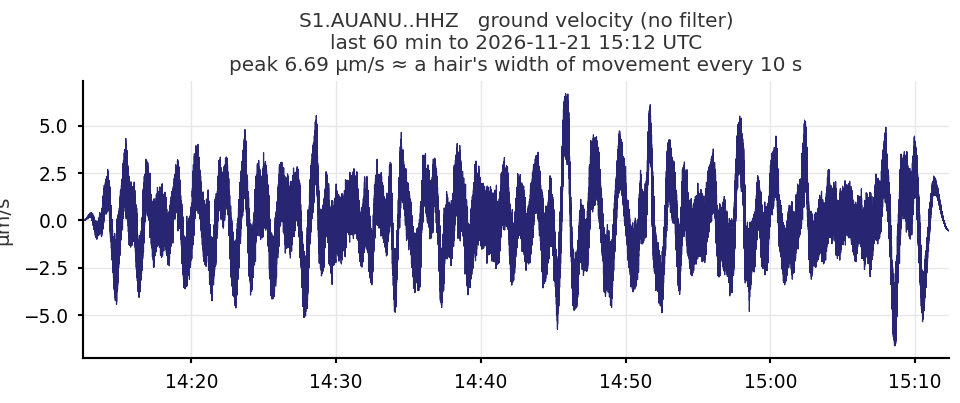 S1.AUANU..HHZ   ground velocity (no filter)
last 60 min to 2026-11-21 15:12 UTC
peak 6.69 µm/s ≈ a hair's width of movement every 10 s
5.0
2.5
0.0
−2.5
−5.0
µm/s
14:20
14:30
14:40
14:50
15:00
15:10